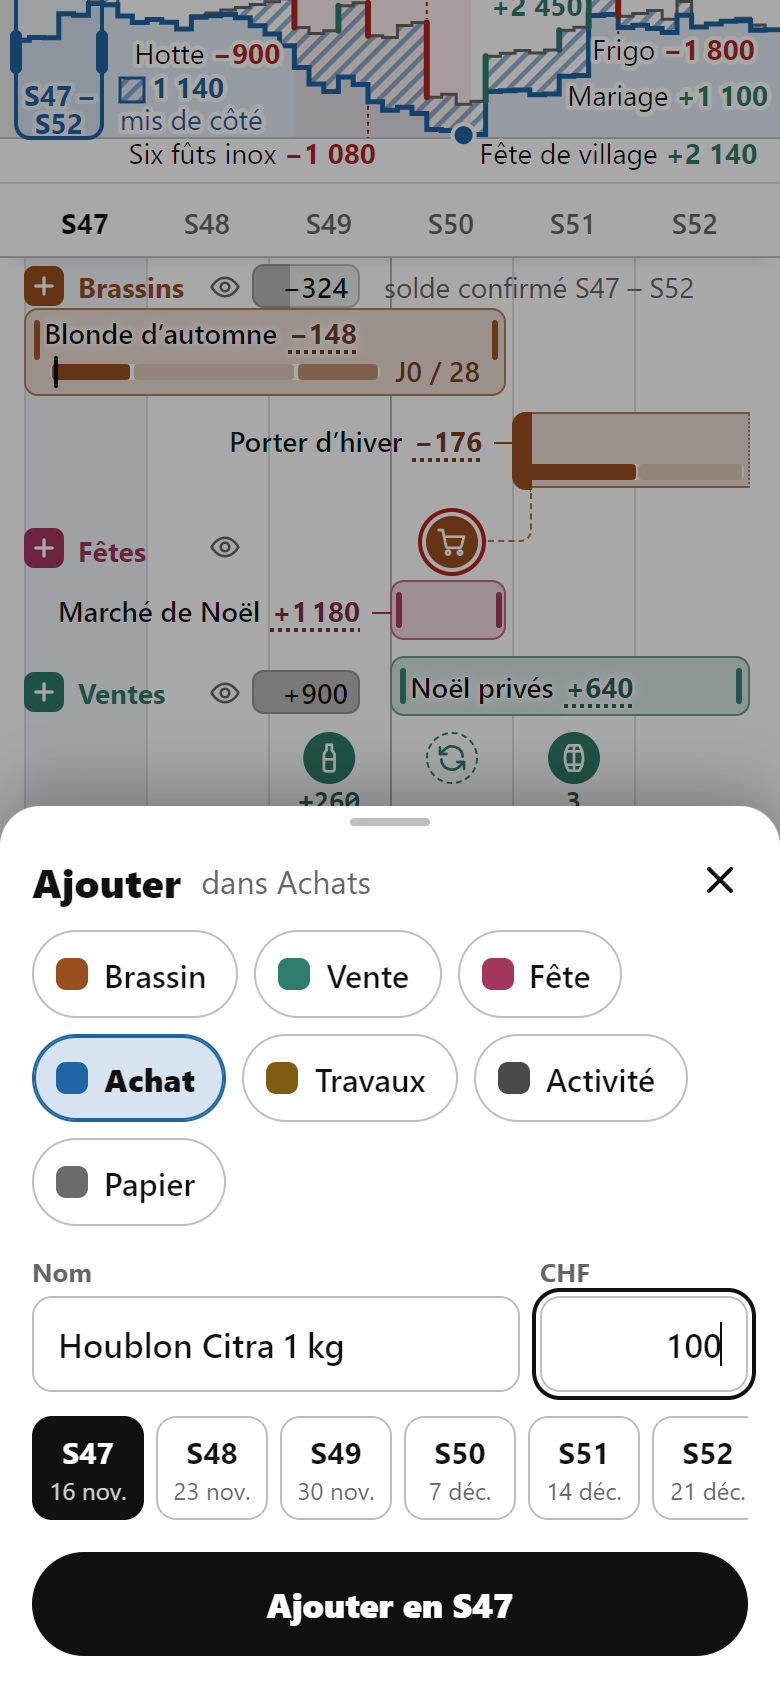 +2 450
Hotte −900
Frigo −1 800
S47 – S52
1 140
mis de côté
Mariage +1 100
Six fûts inox −1 080
Fête de village +2 140
S47 S48 S49 S50 S51 S52
Brassins −324 solde confirmé S47 – S52
Blonde d’automne −148
J0 / 28
Porter d’hiver −176
Fêtes
Marché de Noël +1 180
Ventes +900
Noël privés +640
+260 3
Ajouter dans Achats
Brassin Vente Fête
Achat Travaux Activité
Papier
Nom CHF
Houblon Citra 1 kg 100
S47 S48 S49 S50 S51 S52
16 nov. 23 nov. 30 nov. 7 déc. 14 déc. 21 déc.
Ajouter en S47